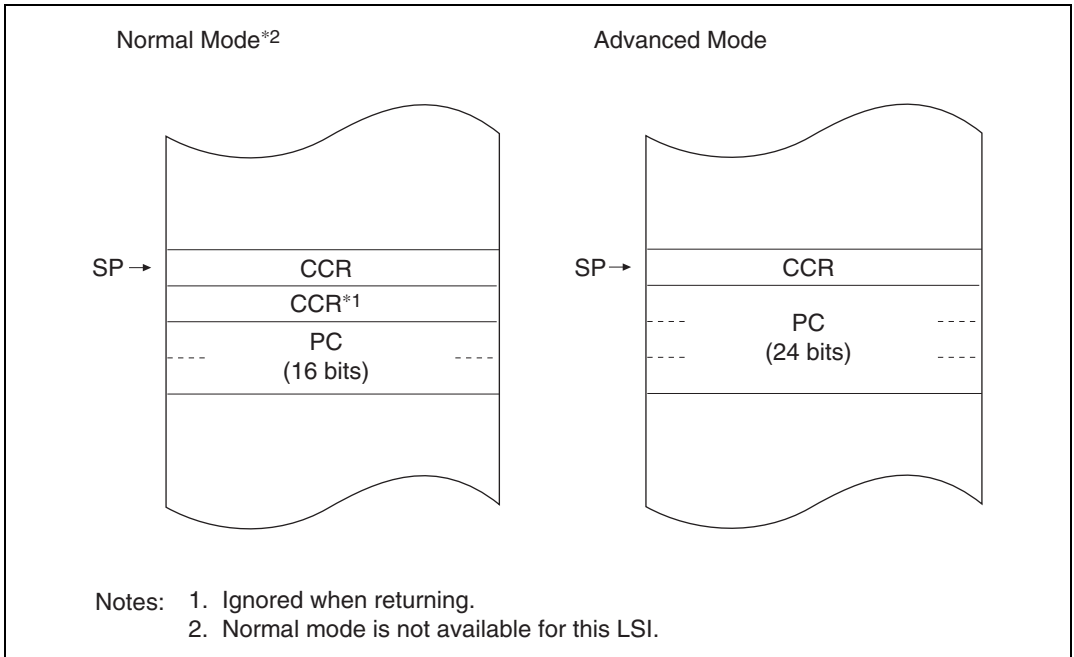 Normal Mode*2
Advanced Mode
SP→
CCR
CCR*1
PC
(16 bits)
SP→
CCR
PC
(24 bits)
Notes: 1. Ignored when returning.
2. Normal mode is not available for this LSI.